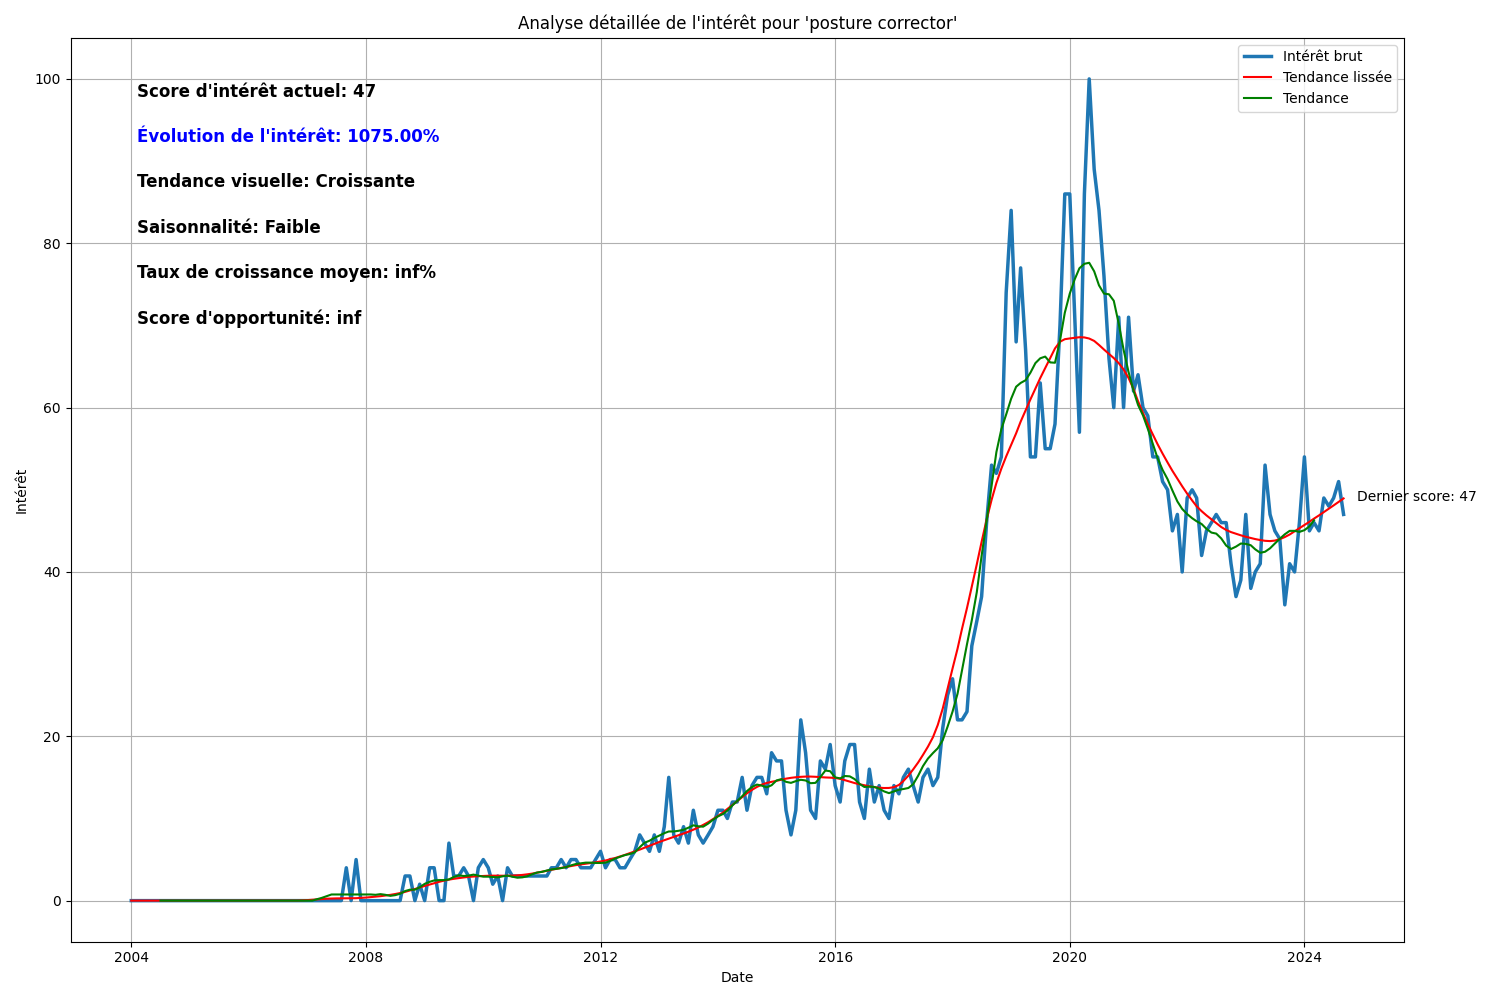 Analyse détaillée de l'intérêt pour 'posture corrector'
Intérêt brut
Tendance lissée
Tendance
Score d'intérêt actuel: 47
Évolution de l'intérêt: 1075.00%
Tendance visuelle: Croissante
Saisonnalité: Faible
Taux de croissance moyen: inf%
Score d'opportunité: inf
Dernier score: 47
100
80
60
40
20
0
Intérêt
2004
2008
2012
2016
2020
2024
Date